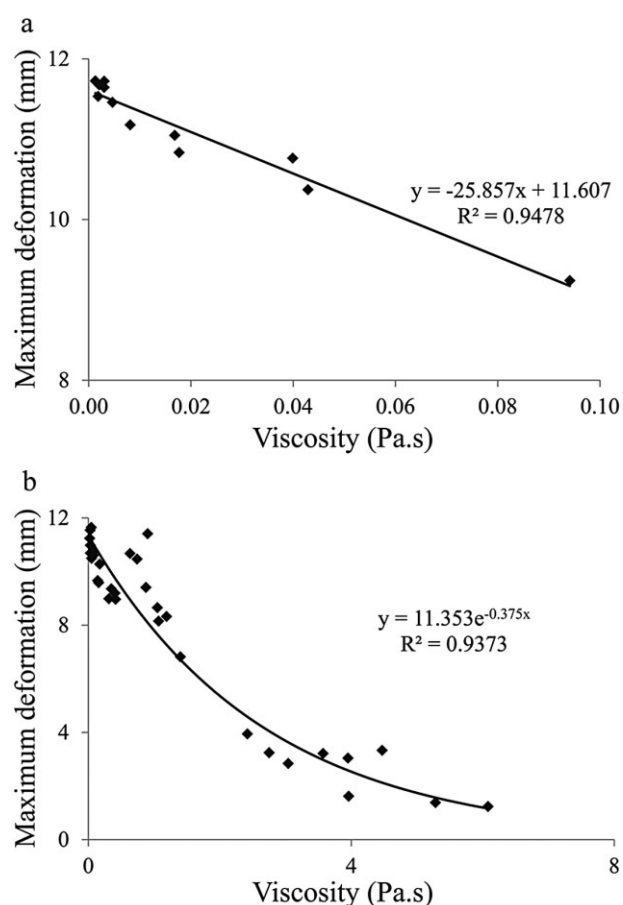 a
12
10
8
Maximum deformation (mm)
y = -25.857x + 11.607
R² = 0.9478
0.00 0.02 0.04 0.06 0.08 0.10
Viscosity (Pa.s)
b
12
8
4
0
Maximum deformation (mm)
y = 11.353e^-0.375x
R² = 0.9373
0 4 8
Viscosity (Pa.s)